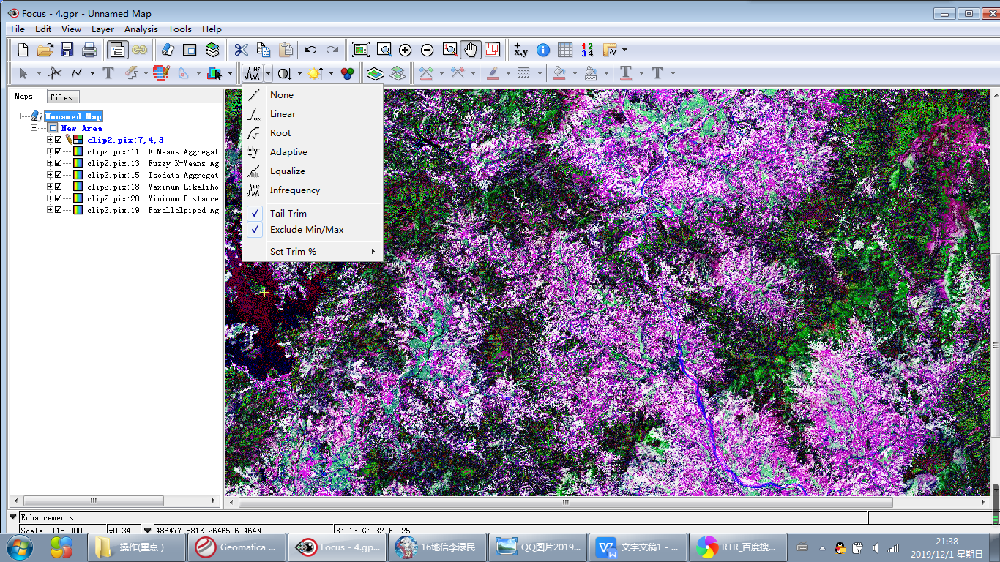 Focus - 4.gpr - Unnamed Map
File Edit View Layer Analysis Tools Help
Maps Files
Unnamed Map
New Area
clip2.pix:7,4,3
clip2.pix:11. K-Means Aggregat
clip2.pix:13. Fuzzy K-Means Ag
clip2.pix:15. Isodata Aggregat
clip2.pix:18. Maximum Likeliho
clip2.pix:20. Minimum Distance
clip2.pix:19. Parallelpiped Ag
None
Linear
Root
Adaptive
Equalize
Infrequency
Tail Trim
Exclude Min/Max
Set Trim %
Enhancements
Scale: 115,000 x0.34 486477.881E 2646506.464N R: 13 G: 32 B: 25
操作(重点 ) Geomatica ... Focus - 4.gp... 16地信李渌民 QQ图片2019... 文字文稿1 - ... RTR_百度搜...
21:38
2019/12/1 星期日